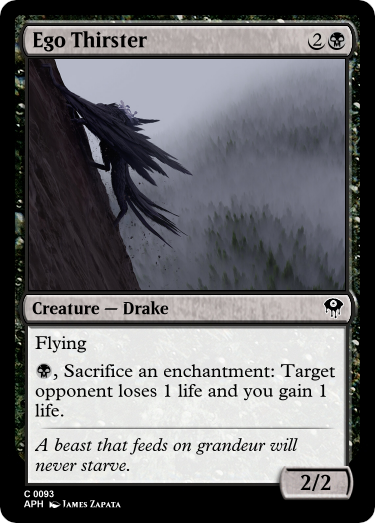 Ego Thirster 2
Creature — Drake
Flying
, Sacrifice an enchantment: Target
opponent loses 1 life and you gain 1
life.
A beast that feeds on grandeur will
never starve.
2/2
C 0093
APH James Zapata